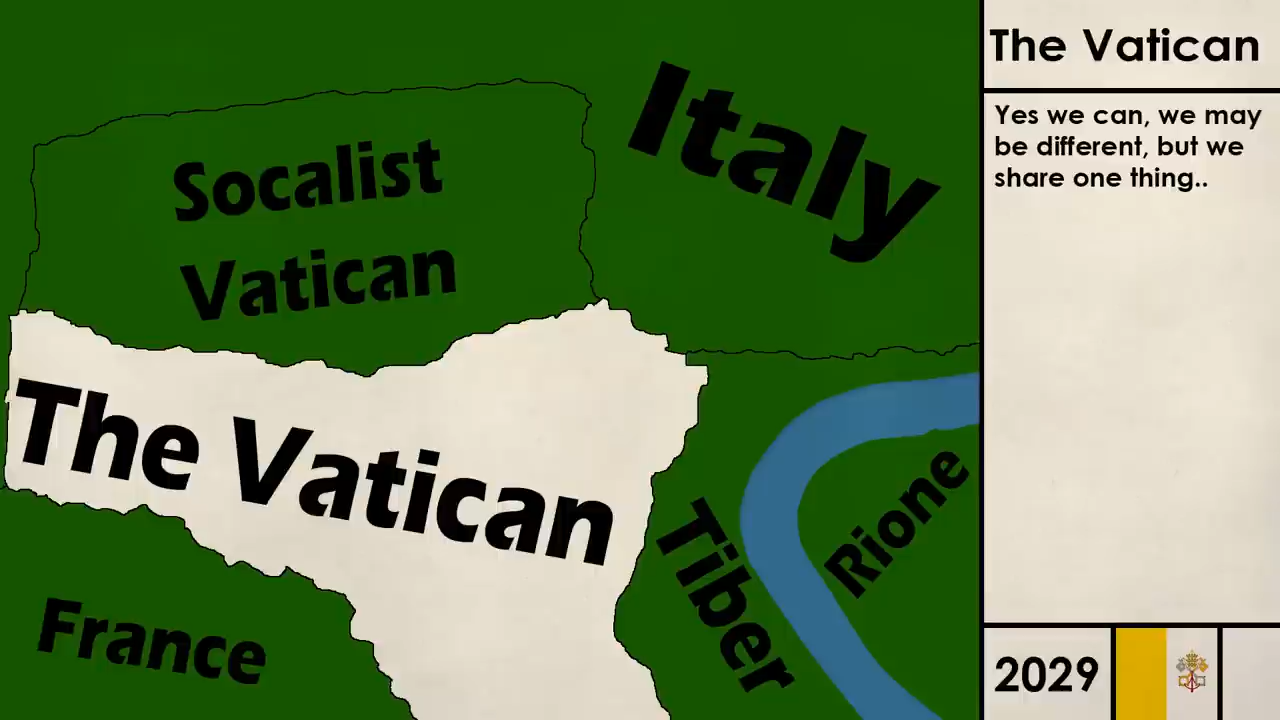 Socalist
Vatican
Italy
The Vatican
France
Tiber
Rione
The Vatican
Yes we can, we may
be different, but we
share one thing..
2029